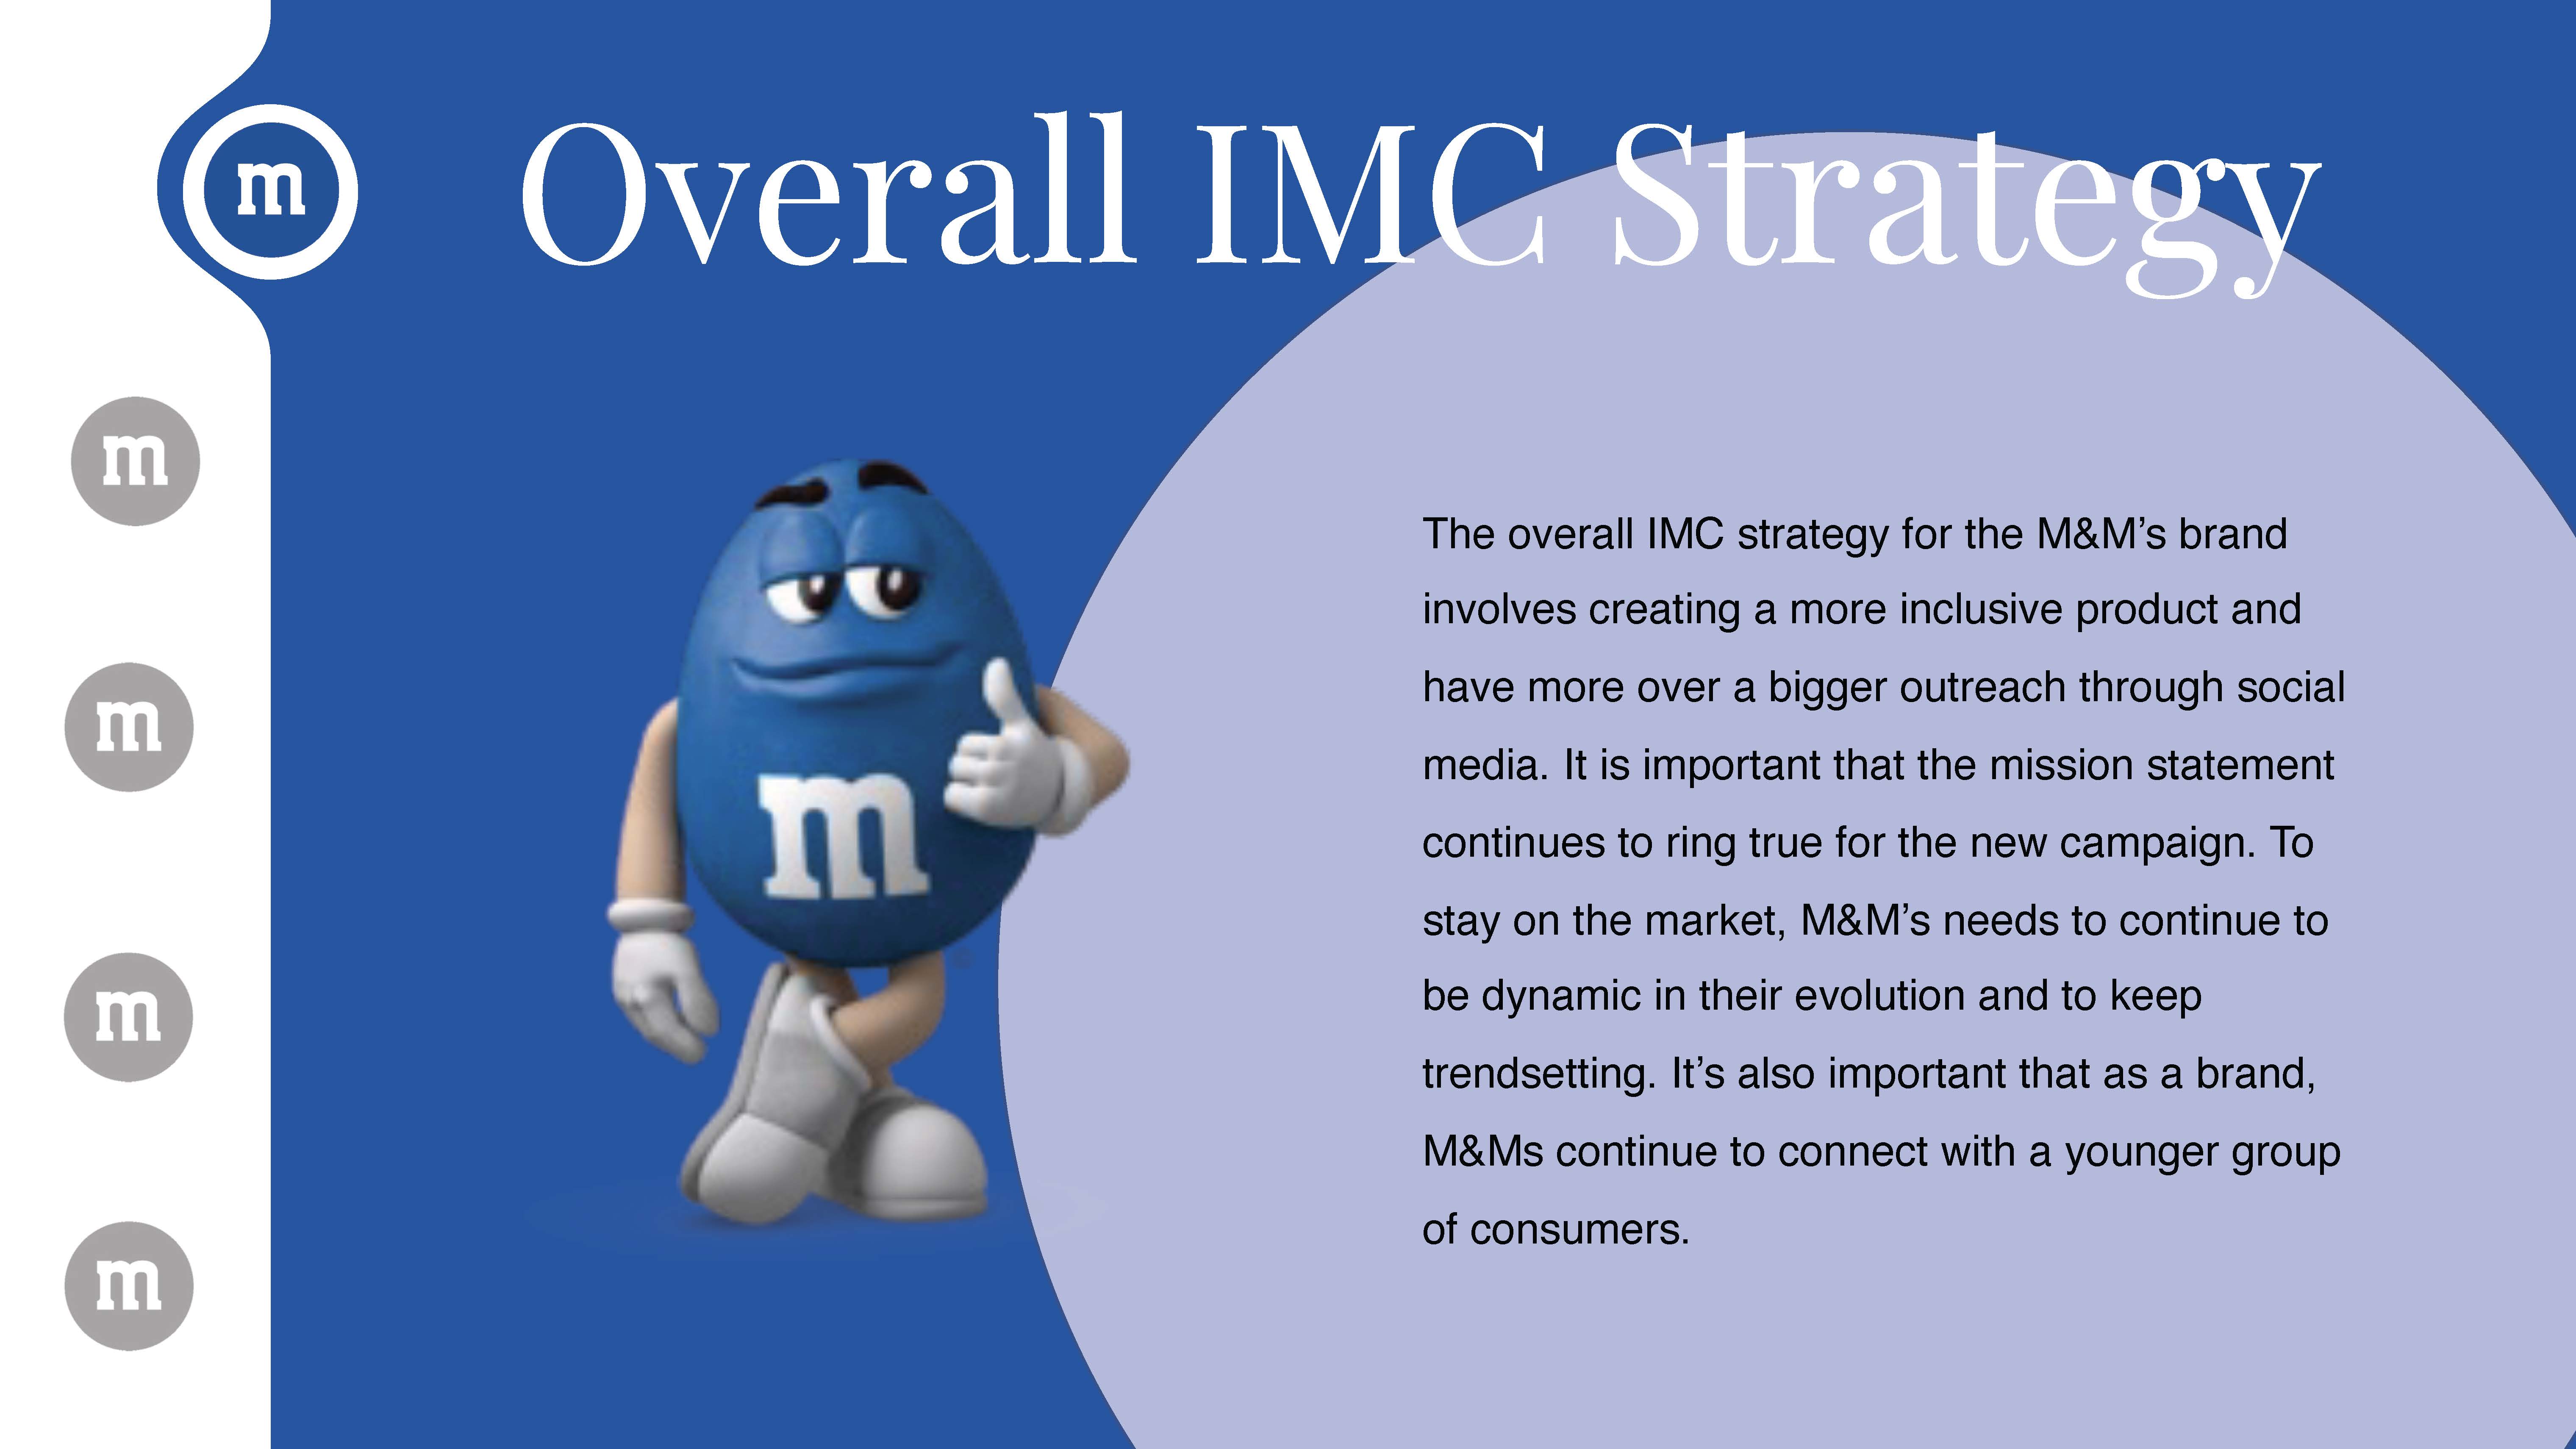 m
Overall IMC Strategy
m
m
m
m
m
The overall IMC strategy for the M&M’s brand
involves creating a more inclusive product and
have more over a bigger outreach through social
media. It is important that the mission statement
continues to ring true for the new campaign. To
stay on the market, M&M’s needs to continue to
be dynamic in their evolution and to keep
trendsetting. It’s also important that as a brand,
M&Ms continue to connect with a younger group
of consumers.